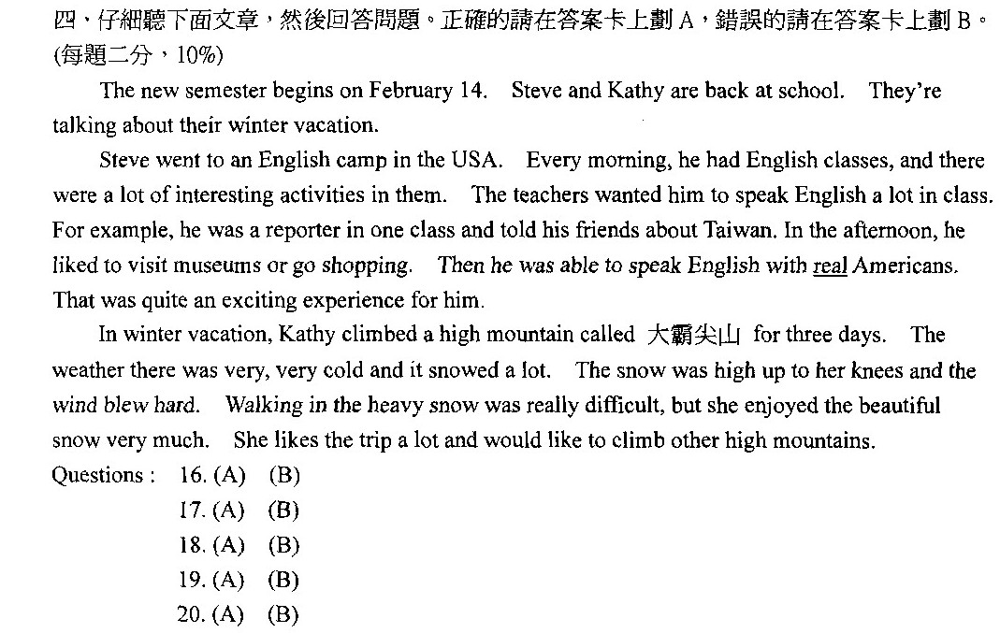 四、仔細聽下面文章，然後回答問題。正確的請在答案卡上劃 A，錯誤的請在答案卡上劃 B。
(每題二分，10%)
The new semester begins on February 14. Steve and Kathy are back at school. They're
talking about their winter vacation.
Steve went to an English camp in the USA. Every morning, he had English classes, and there
were a lot of interesting activities in them. The teachers wanted him to speak English a lot in class.
For example, he was a reporter in one class and told his friends about Taiwan. In the afternoon, he
liked to visit museums or go shopping. Then he was able to speak English with real Americans.
That was quite an exciting experience for him.
In winter vacation, Kathy climbed a high mountain called 大霸尖山 for three days. The
weather there was very, very cold and it snowed a lot. The snow was high up to her knees and the
wind blew hard. Walking in the heavy snow was really difficult, but she enjoyed the beautiful
snow very much. She likes the trip a lot and would like to climb other high mountains.
Questions : 16. (A) (B)
17. (A) (B)
18. (A) (B)
19. (A) (B)
20. (A) (B)